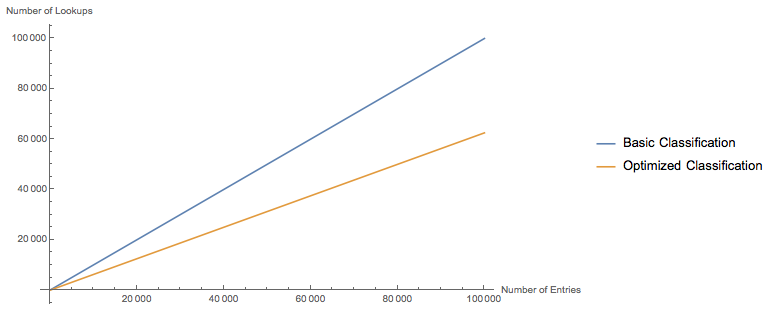 Number of Lookups
100 000
80 000
60 000
40 000
20 000
20 000 40 000 60 000 80 000 100 000 Number of Entries
Basic Classification
Optimized Classification